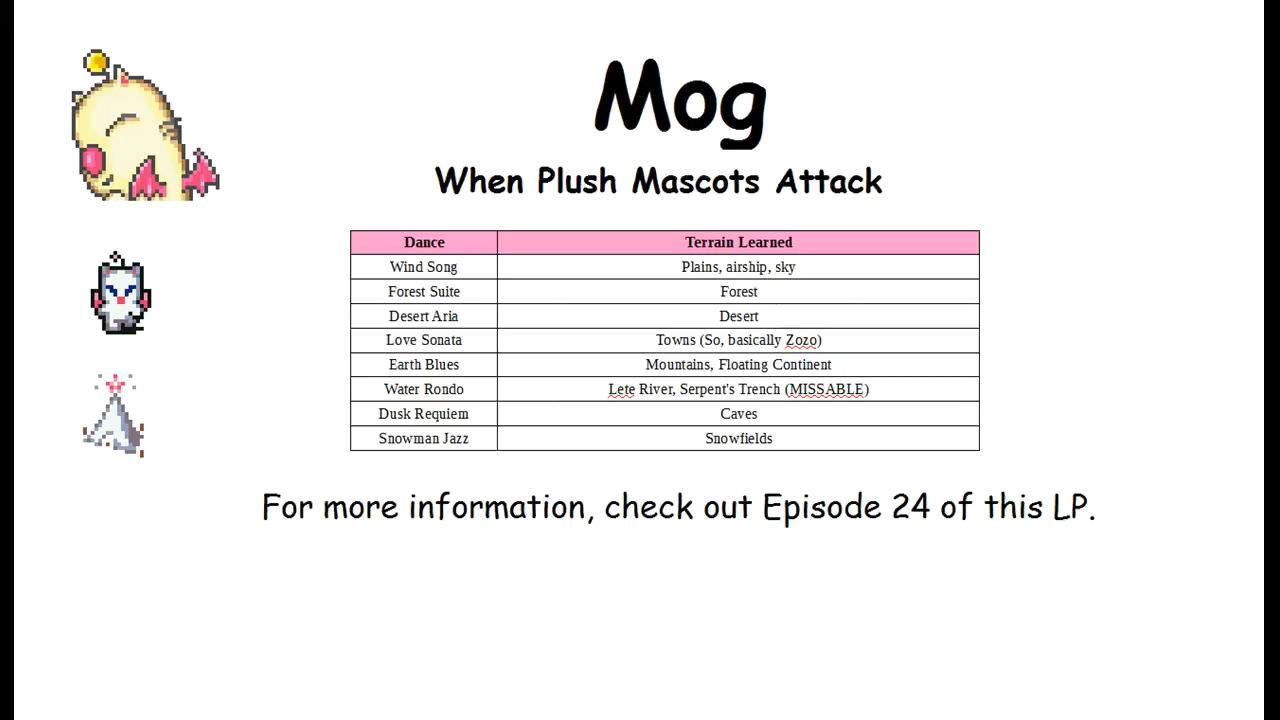 Mog
When Plush Mascots Attack
Dance Terrain Learned
Wind Song Plains, airship, sky
Forest Suite Forest
Desert Aria Desert
Love Sonata Towns (So, basically Zozo)
Earth Blues Mountains, Floating Continent
Water Rondo Lete River, Serpent's Trench (MISSABLE)
Dusk Requiem Caves
Snowman Jazz Snowfields
For more information, check out Episode 24 of this LP.